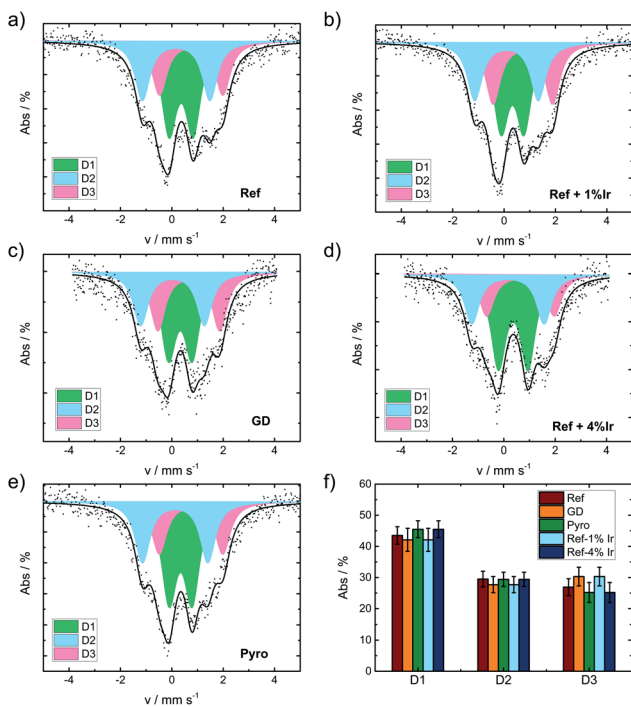 a)
Abs / %
D1
D2
D3
Ref
-4 -2 0 2 4
v / mm s⁻¹
b)
Abs / %
D1
D2
D3
Ref + 1%Ir
-4 -2 0 2 4
v / mm s⁻¹
c)
Abs / %
D1
D2
D3
GD
-4 -2 0 2 4
v / mm s⁻¹
d)
Abs / %
D1
D2
D3
Ref + 4%Ir
-4 -2 0 2 4
v / mm s⁻¹
e)
Abs / %
D1
D2
D3
Pyro
-4 -2 0 2 4
v / mm s⁻¹
f)
Abs / %
60
50
40
30
20
10
0
Ref
GD
Pyro
Ref-1% Ir
Ref-4% Ir
D1 D2 D3